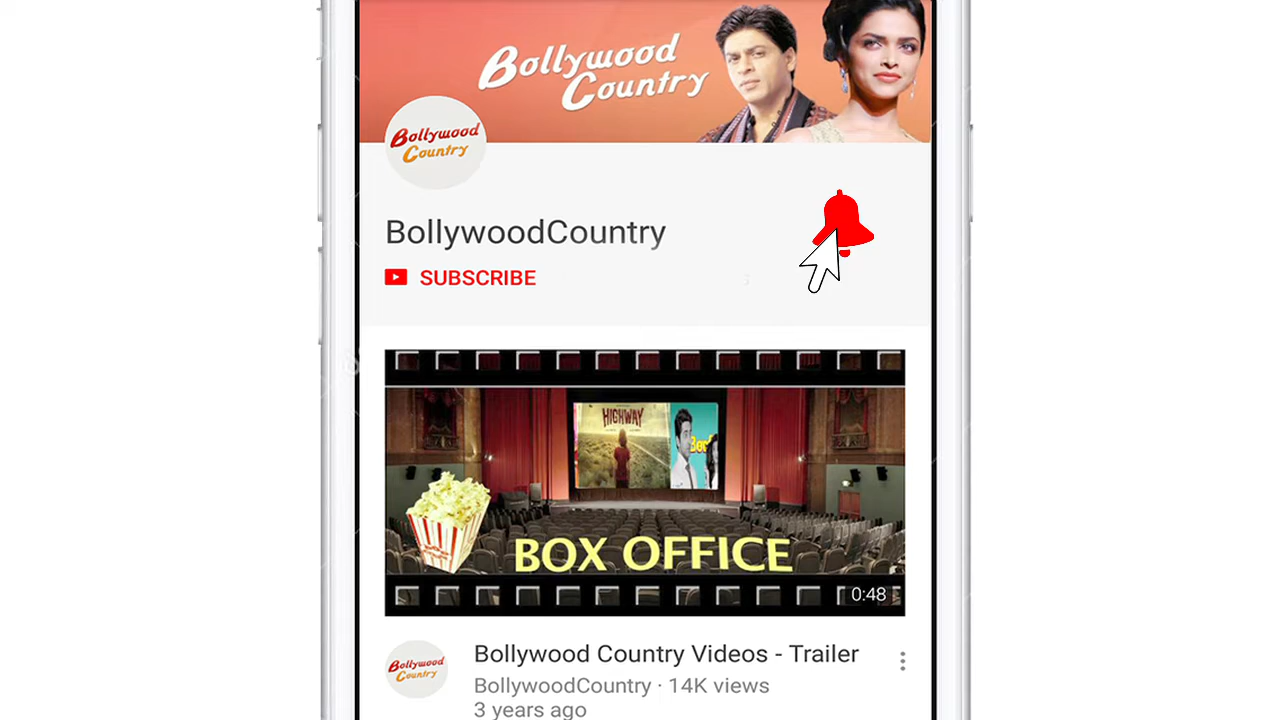 Bollywood
Country
Bollywood
Country
BollywoodCountry
SUBSCRIBE
HIGHWAY
BOX OFFICE
0:48
Bollywood Country Videos - Trailer
BollywoodCountry · 14K views
3 years ago
Bollywood
Country